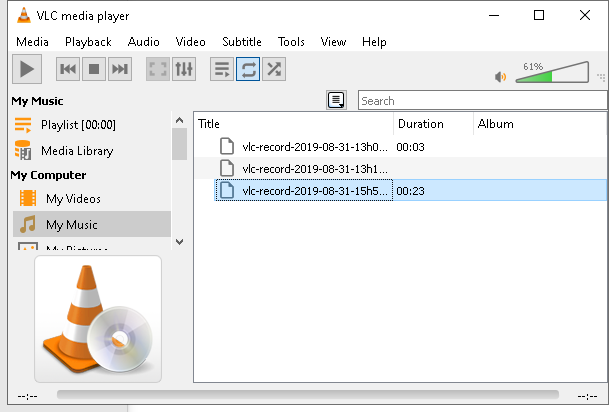 VLC media player
Media Playback Audio Video Subtitle Tools View Help
61%
My Music
Search
Playlist [00:00]
Media Library
My Computer
My Videos
My Music
My Pictures
Title Duration Album
vlc-record-2019-08-31-13h0... 00:03
vlc-record-2019-08-31-13h1...
vlc-record-2019-08-31-15h5... 00:23
--:-- --:--